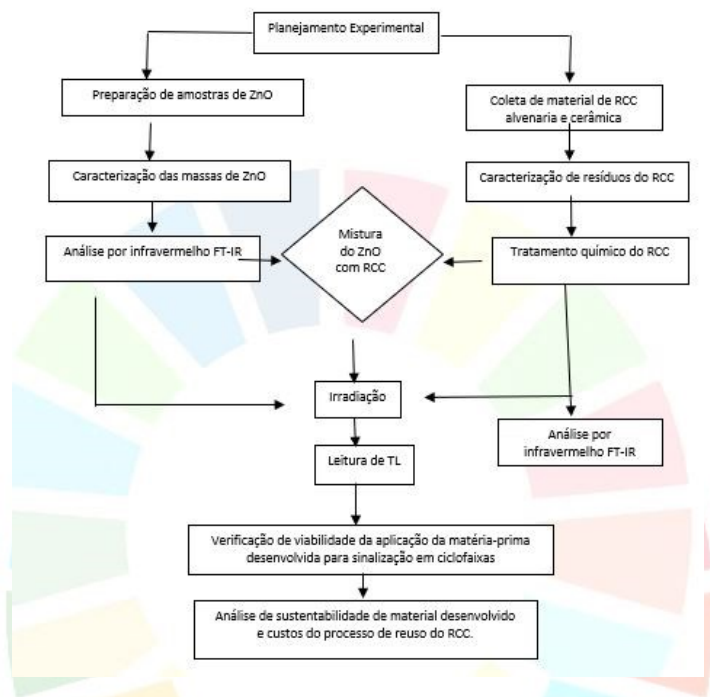 Planejamento Experimental
Preparação de amostras de ZnO
Coleta de material de RCC
alvenaria e cerâmica
Caracterização das massas de ZnO
Caracterização de resíduos do RCC
Mistura
do ZnO
com RCC
Análise por infravermelho FT-IR
Tratamento químico do RCC
Irradiação
Análise por
infravermelho FT-IR
Leitura de TL
Verificação de viabilidade da aplicação da matéria-prima
desenvolvida para sinalização em ciclofaixas
Análise de sustentabilidade de material desenvolvido
e custos do processo de reuso do RCC.